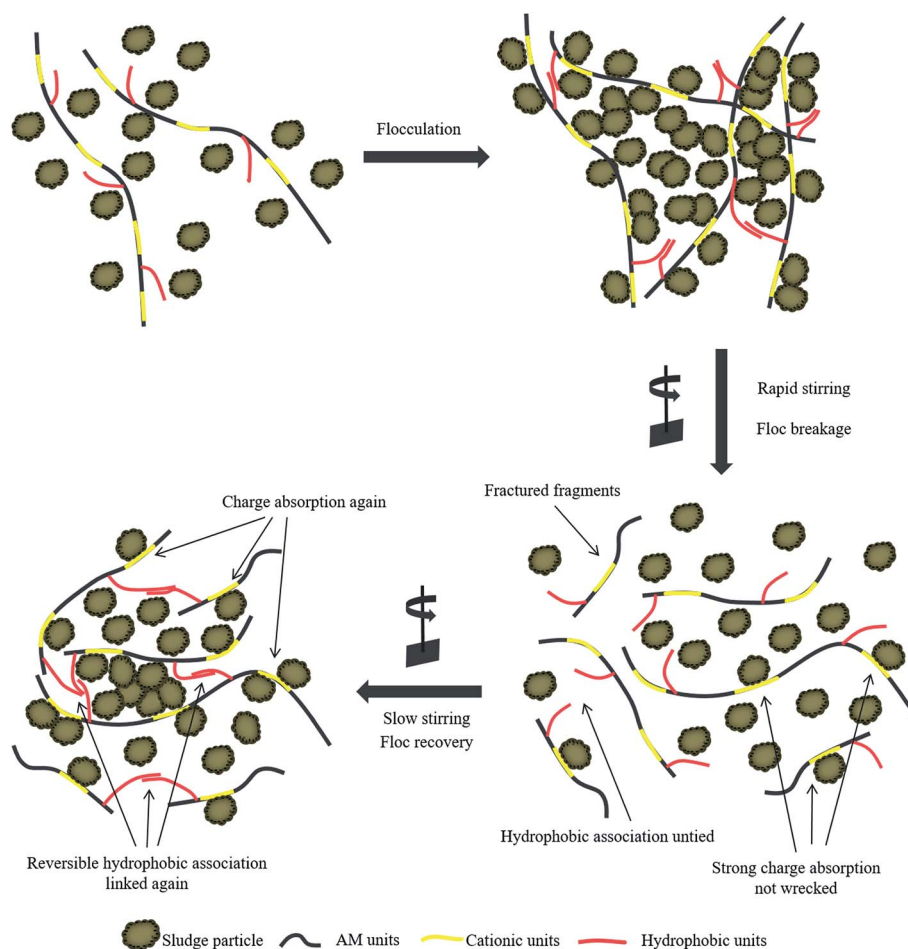 Flocculation
Rapid stirring
Floc breakage
Fractured fragments
Charge absorption again
Slow stirring
Floc recovery
Hydrophobic association untied
Reversible hydrophobic association
linked again
Strong charge absorption
not wrecked
Sludge particle
AM units
Cationic units
Hydrophobic units